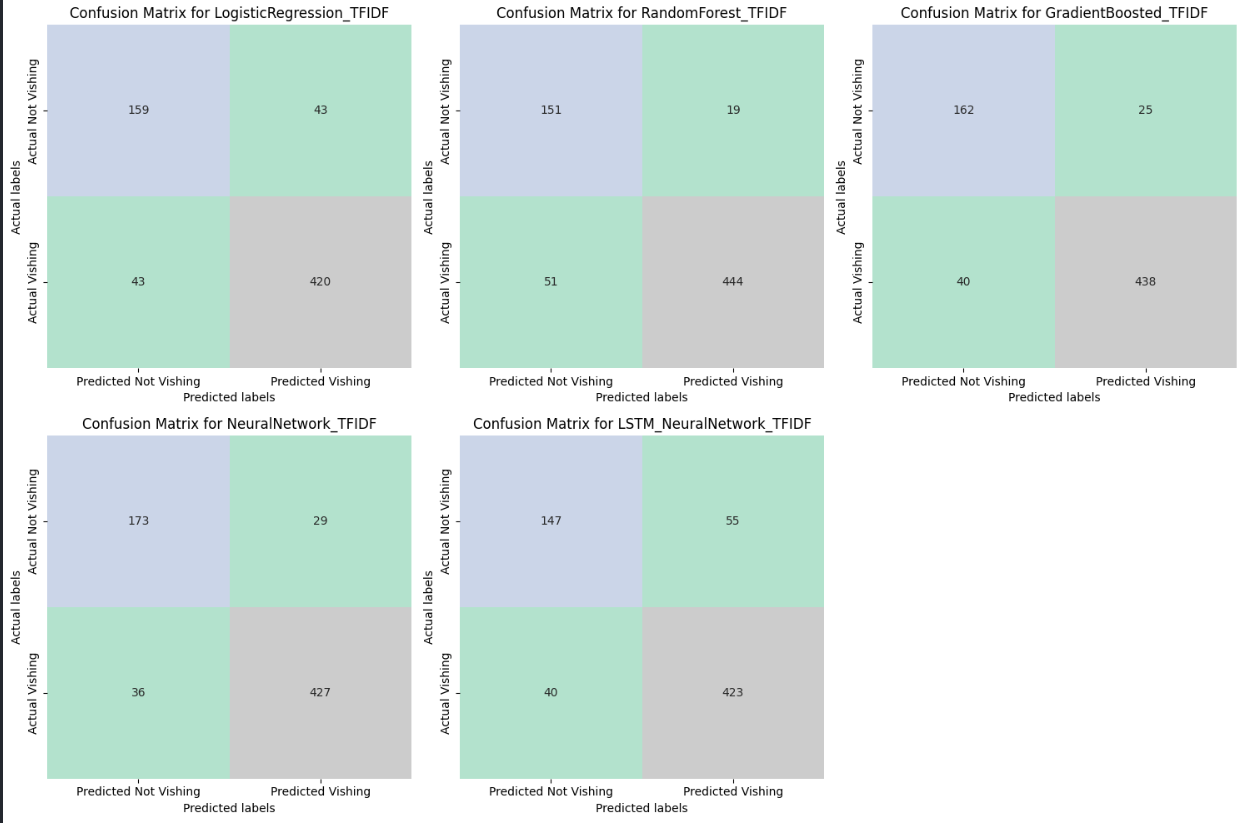 Confusion Matrix for LogisticRegression_TFIDF
Actual labels
Actual Not Vishing
Actual Vishing
159
43
43
420
Predicted Not Vishing
Predicted Vishing
Predicted labels
Confusion Matrix for RandomForest_TFIDF
Actual labels
Actual Not Vishing
Actual Vishing
151
19
51
444
Predicted Not Vishing
Predicted Vishing
Predicted labels
Confusion Matrix for GradientBoosted_TFIDF
Actual labels
Actual Not Vishing
Actual Vishing
162
25
40
438
Predicted Not Vishing
Predicted Vishing
Predicted labels
Confusion Matrix for NeuralNetwork_TFIDF
Actual labels
Actual Not Vishing
Actual Vishing
173
29
36
427
Predicted Not Vishing
Predicted Vishing
Predicted labels
Confusion Matrix for LSTM_NeuralNetwork_TFIDF
Actual labels
Actual Not Vishing
Actual Vishing
147
55
40
423
Predicted Not Vishing
Predicted Vishing
Predicted labels